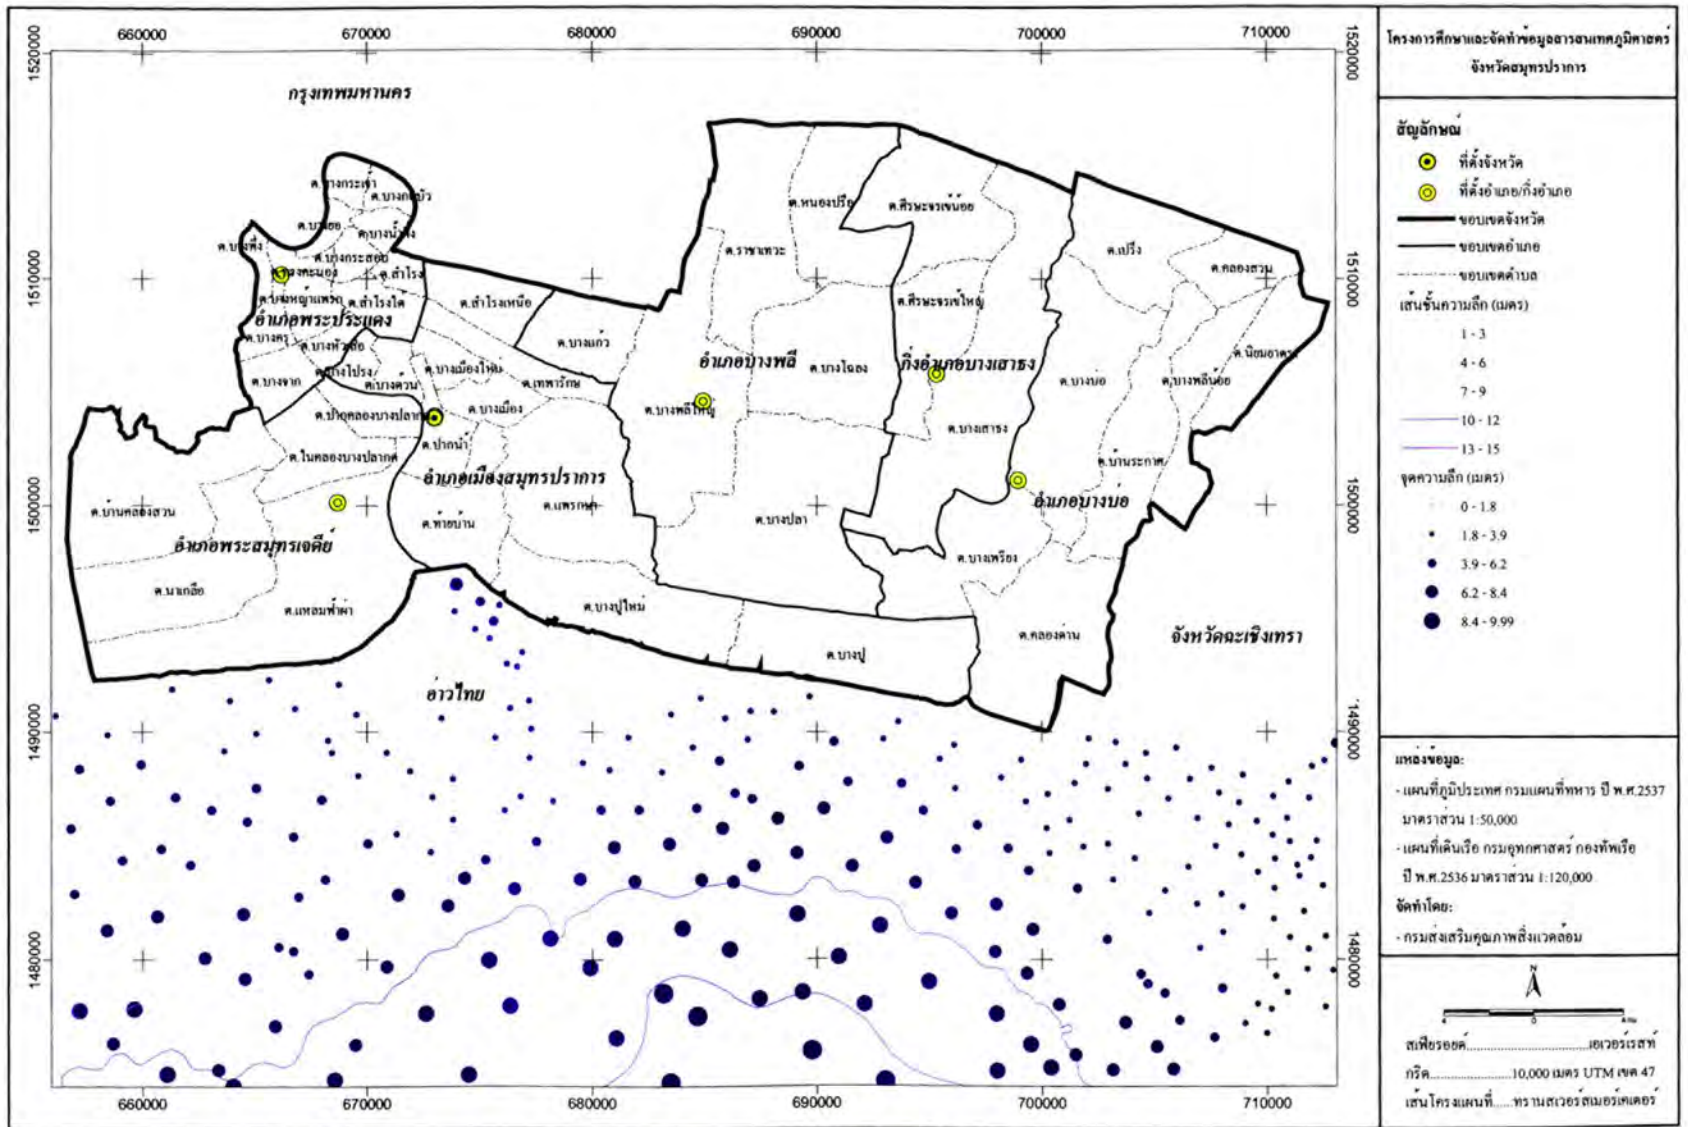 660000 670000 680000 690000 700000 710000
1520000
1520000
กรุงเทพมหานคร
ต.บางกระเจ้า
ต.บางกอบัว
ต.บางยอ
ต.บางน้ำผึ้ง
ต.บางพึ่ง
ต.บางกระสอบ
ต.สำโรง
1510000
1510000
ต.บางหญ้าแพรก
ต.สำโรงใต้
ต.สำโรงเหนือ
อำเภอพระประแดง
ต.บางครุ
ต.บางหัวเสือ
ต.บางจาก
ต.บางโปรง
ต.บางด้วน
ต.บางเมืองใหม่
ต.เทพารักษ์
ต.บางแก้ว
ต.บางเมือง
ต.ปากน้ำ
ต.ในคลองบางปลากด
อำเภอเมืองสมุทรปราการ
ต.แพรกษา
ต.ท้ายบ้าน
ต.บ้านคลองสวน
อำเภอพระสมุทรเจดีย์
ต.นาเกลือ
ต.แหลมฟ้าผ่า
ต.บางปูใหม่
ต.บางปู
ต.หนองปรือ
ต.ราชาเทวะ
อำเภอบางพลี
ต.บางโฉลง
ต.บางพลีใหญ่
ต.บางปลา
ต.ศีรษะจรเข้น้อย
ต.ศีรษะจรเข้ใหญ่
กิ่งอำเภอบางเสาธง
ต.บางเสาธง
ต.เปร็ง
ต.คลองสวน
ต.นิยมยาตรา
ต.บางบ่อ
ต.บางพลีน้อย
ต.บ้านระกาศ
อำเภอบางบ่อ
ต.บางเพรียง
ต.คลองด่าน
จังหวัดฉะเชิงเทรา
อ่าวไทย
1500000
1500000
1490000
1490000
1480000
1480000
660000 670000 680000 690000 700000 710000
โครงการศึกษาและจัดทำข้อมูลสารสนเทศภูมิศาสตร์
จังหวัดสมุทรปราการ
สัญลักษณ์
ที่ตั้งจังหวัด
ที่ตั้งอำเภอ/กิ่งอำเภอ
ขอบเขตจังหวัด
ขอบเขตอำเภอ
ขอบเขตตำบล
เส้นชั้นความลึก (เมตร)
1 - 3
4 - 6
7 - 9
10 - 12
13 - 15
จุดความลึก (เมตร)
0 - 1.8
1.8 - 3.9
3.9 - 6.2
6.2 - 8.4
8.4 - 9.99
แหล่งข้อมูล:
- แผนที่ภูมิประเทศ กรมแผนที่ทหาร ปี พ.ศ.2537
มาตราส่วน 1:50,000
- แผนที่เดินเรือ กรมอุทกศาสตร์ กองทัพเรือ
ปี พ.ศ.2536 มาตราส่วน 1:120,000
จัดทำโดย:
- กรมส่งเสริมคุณภาพสิ่งแวดล้อม
N
4 0 4 กม
สเฟียรอยด์..............................เอเวอร์เรสท์
กริด....................10,000 เมตร UTM เขต 47
เส้นโครงแผนที่......ทรานสเวอร์สเมอร์เคเตอร์